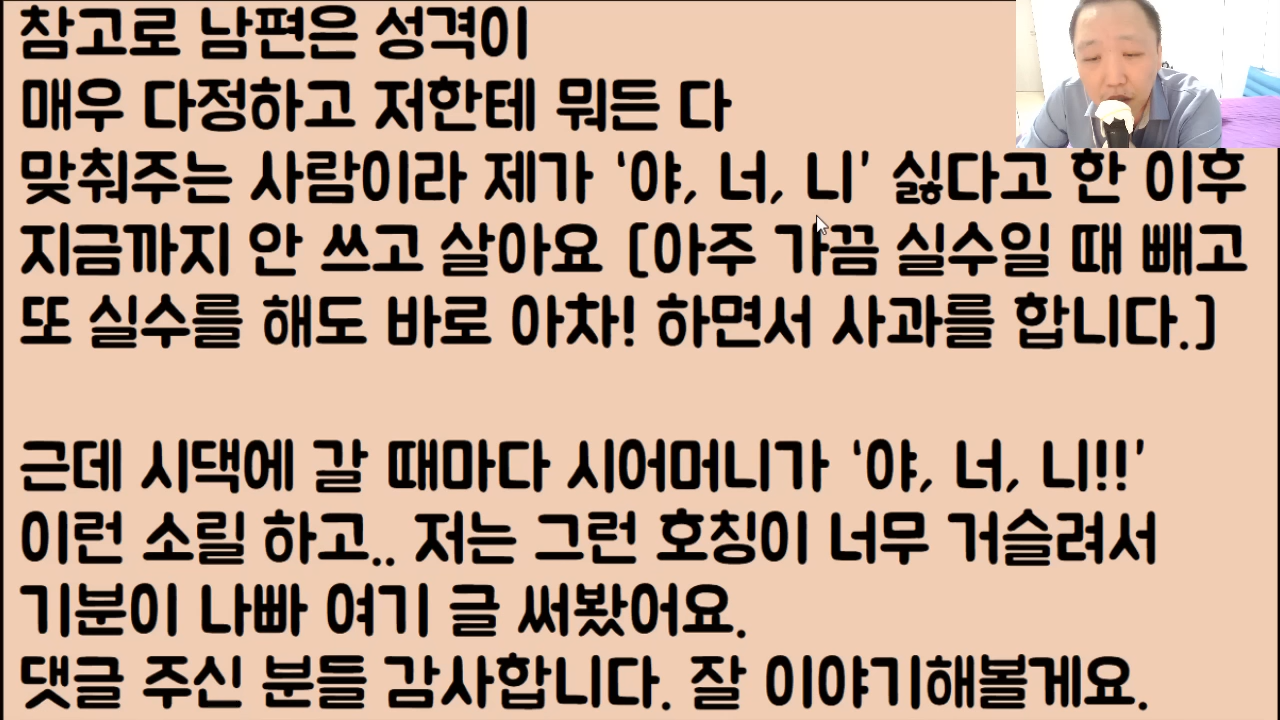 참고로 남편은 성격이
매우 다정하고 저한테 뭐든 다
맞춰주는 사람이라 제가 '야, 너, 니' 싫다고 한 이후
지금까지 안 쓰고 살아요 [아주 가끔 실수일 때 빼고
또 실수를 해도 바로 아차! 하면서 사과를 합니다.]
근데 시댁에 갈 때마다 시어머니가 '야, 너, 니!!'
이런 소릴 하고.. 저는 그런 호칭이 너무 거슬려서
기분이 나빠 여기 글 써봤어요.
댓글 주신 분들 감사합니다. 잘 이야기해볼게요.